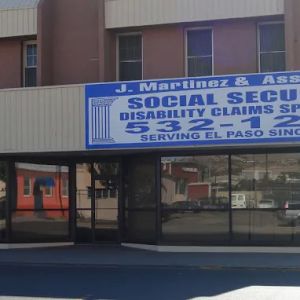 J. Martinez & Ass
SOCIAL SECU
DISABILITY CLAIMS SP
532-12
SERVING EL PASO SINC